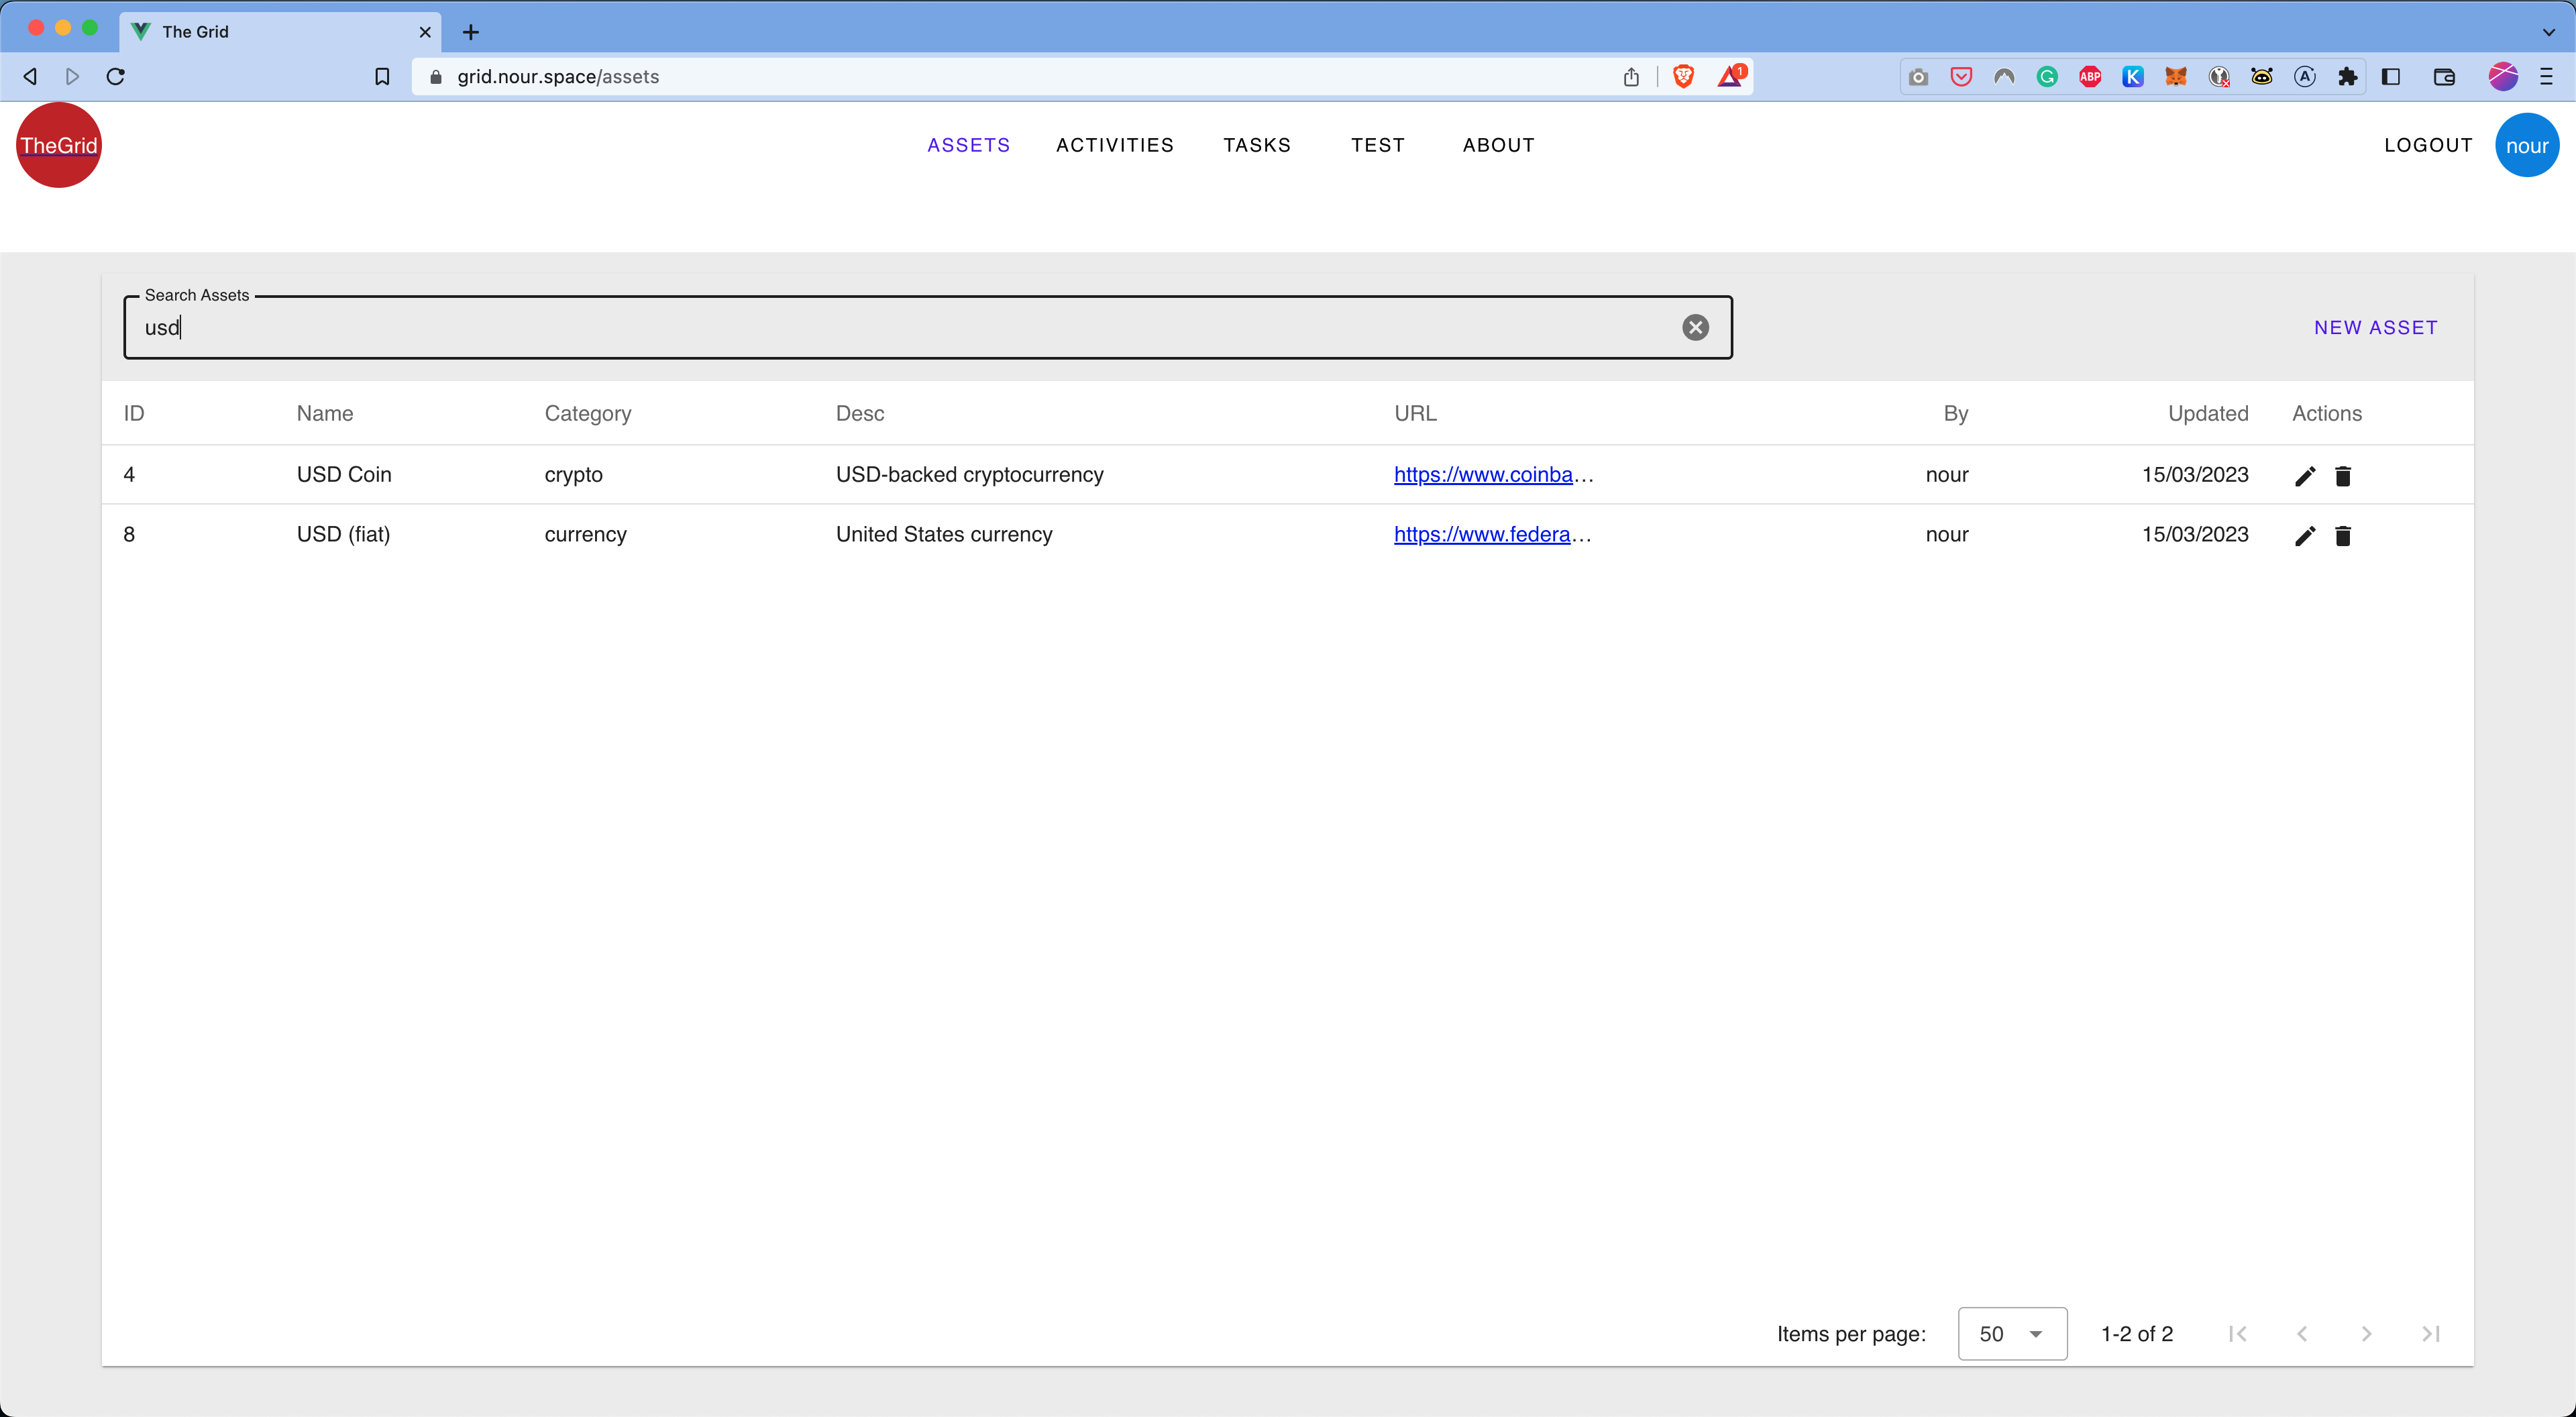 The Grid
grid.nour.space/assets
1
ABP
K
TheGrid
ASSETS
ACTIVITIES
TASKS
TEST
ABOUT
LOGOUT
nour
Search Assets
usd
NEW ASSET
ID Name Category Desc URL By Updated Actions
4 USD Coin crypto USD-backed cryptocurrency https://www.coinba… nour 15/03/2023
8 USD (fiat) currency United States currency https://www.federa… nour 15/03/2023
Items per page: 50 1-2 of 2